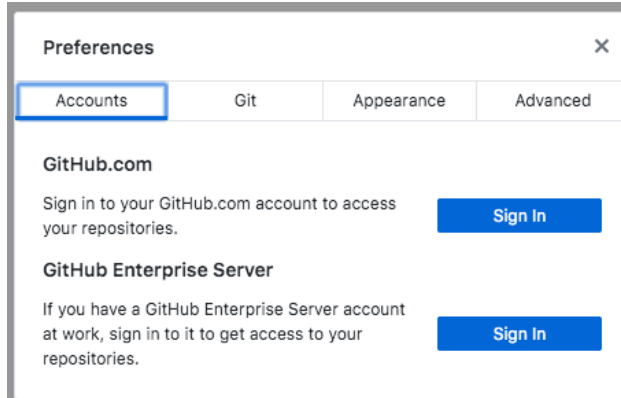 Preferences
Accounts Git Appearance Advanced
GitHub.com
Sign in to your GitHub.com account to access
your repositories.
Sign In
GitHub Enterprise Server
If you have a GitHub Enterprise Server account
at work, sign in to it to get access to your
repositories.
Sign In